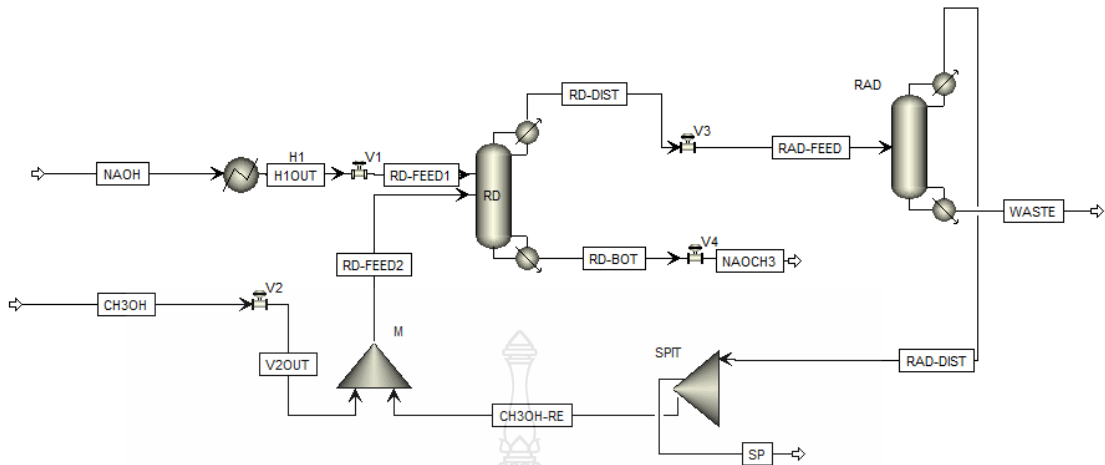 RAD
RD-DIST
V3
RAD-FEED
H1
V1
NAOH
H1OUT
RD-FEED1
RD
WASTE
V4
RD-FEED2
RD-BOT
NAOCH3
V2
CH3OH
M
SPIT
V2OUT
RAD-DIST
CH3OH-RE
SP